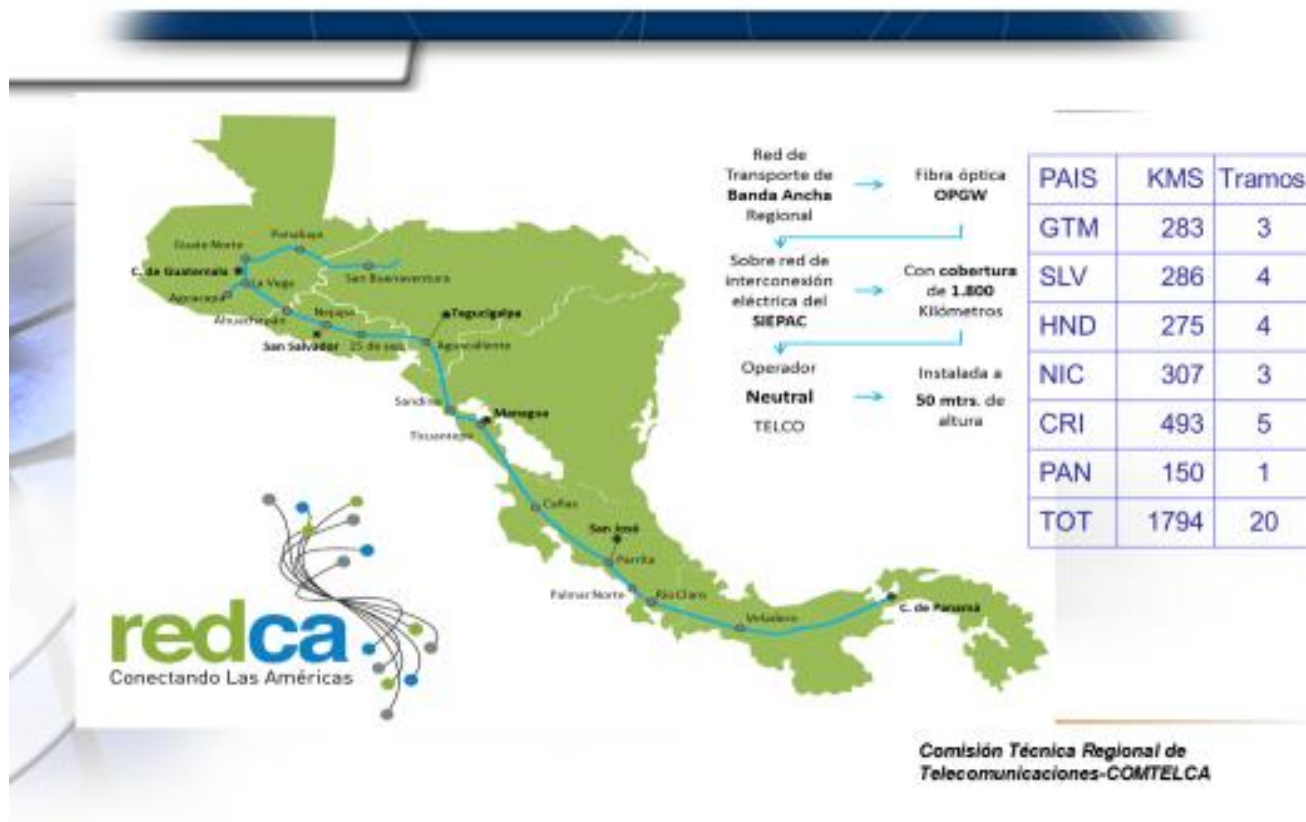 Red de
Transporte de
Banda Ancha
Regional
Fibra óptica
OPGW
Sobre red de
interconexión
eléctrica del
SIEPAC
Con cobertura
de 1.800
Kilómetros
Operador
Neutral
TELCO
Instalada a
50 mtrs. de
altura
PAIS KMS Tramos
GTM 283 3
SLV 286 4
HND 275 4
NIC 307 3
CRI 493 5
PAN 150 1
TOT 1794 20
Panaluya
Guate Norte
C. de Guatemala
San Buenaventura
La Vega
Aguacapa
Ahuachapán
Nejapa
Tegucigalpa
San Salvador
15 de sep.
Aguacaliente
Sandino
Managua
Ticuantepe
Cañas
San José
Parrita
Palmar Norte
Río Claro
Veladero
C. de Panamá
redca
Conectando Las Américas
Comisión Técnica Regional de
Telecomunicaciones-COMTELCA